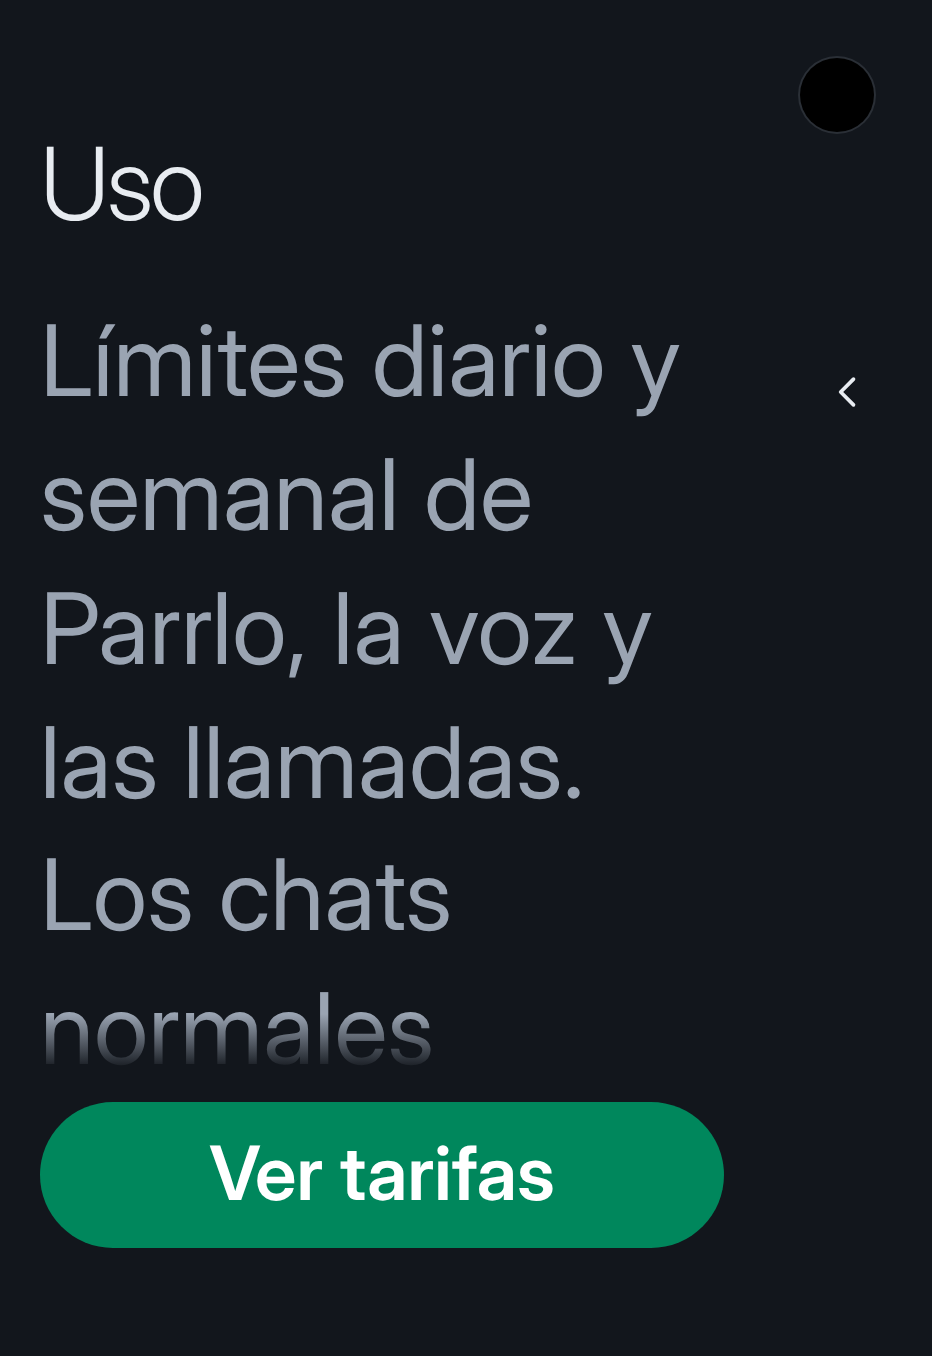 Uso
Límites diario y
semanal de
Parrlo, la voz y
las llamadas.
Los chats
normales
Ver tarifas